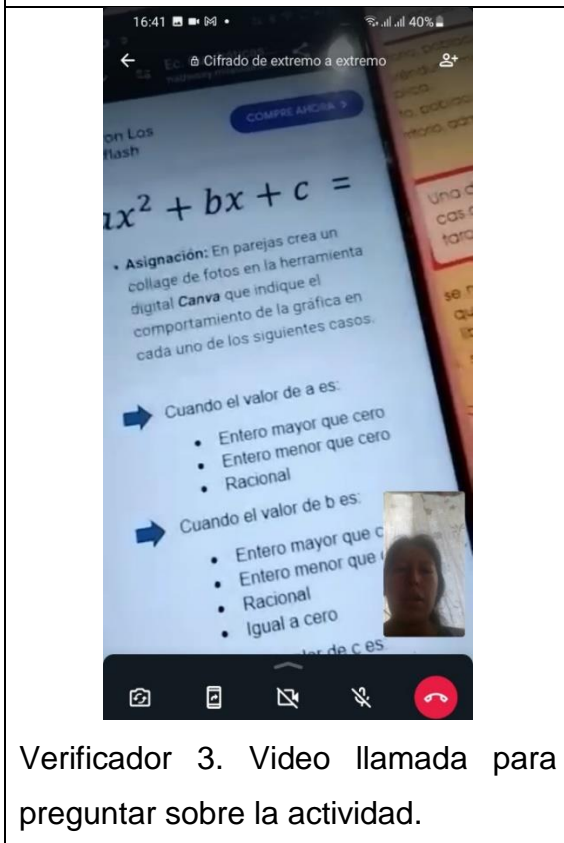 16:41
40%
Cifrado de extremo a extremo
COMPRE AHORA
on Los
flash
x² + bx + c =
• Asignación: En parejas crea un
collage de fotos en la herramienta
digital Canva que indique el
comportamiento de la gráfica en
cada uno de los siguientes casos.
Cuando el valor de a es:
• Entero mayor que cero
• Entero menor que cero
• Racional
Cuando el valor de b es:
• Entero mayor que c
• Entero menor que
• Racional
• Igual a cero
de c es
Verificador 3. Video llamada para
preguntar sobre la actividad.